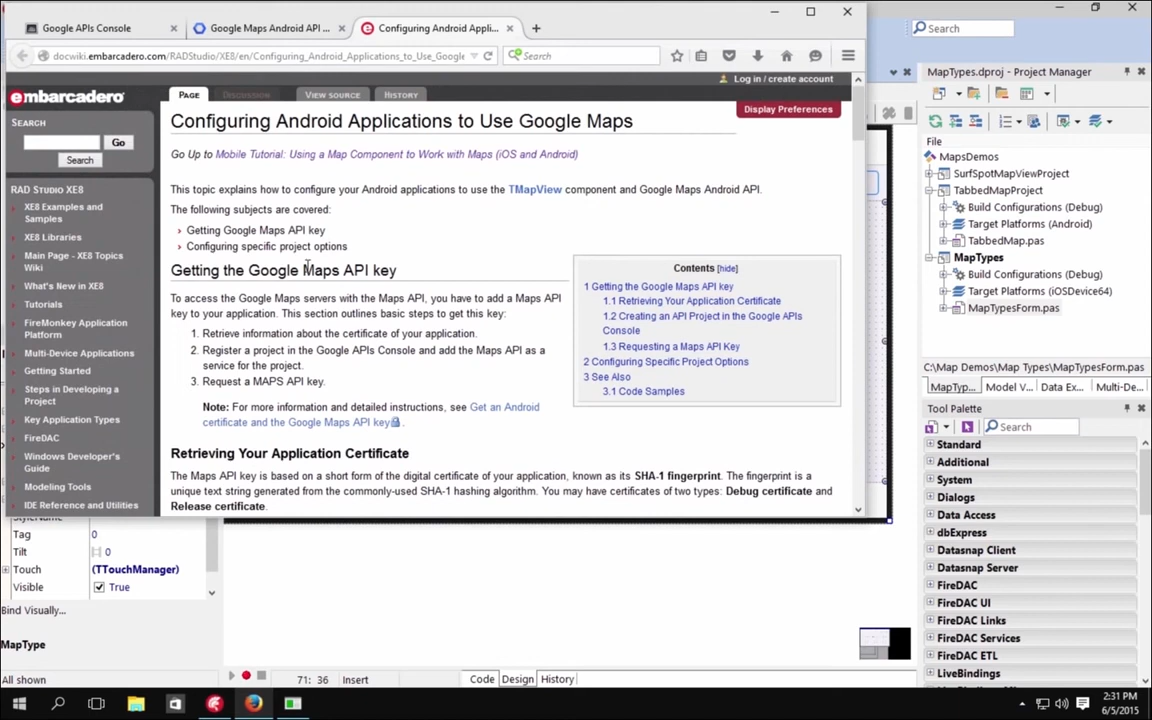 Google APIs Console
Google Maps Android API ...
Configuring Android Appli...
docwiki.embarcadero.com/RADStudio/XE8/en/Configuring_Android_Applications_to_Use_Google
Search
Log in / create account
embarcadero
PAGE
DISCUSSION
VIEW SOURCE
HISTORY
Display Preferences
SEARCH
Go
Search
RAD STUDIO XE8
XE8 Examples and
Samples
XE8 Libraries
Main Page - XE8 Topics
Wiki
What's New in XE8
Tutorials
FireMonkey Application
Platform
Multi-Device Applications
Getting Started
Steps in Developing a
Project
Key Application Types
FireDAC
Windows Developer's
Guide
Modeling Tools
IDE Reference and Utilities
Configuring Android Applications to Use Google Maps
Go Up to Mobile Tutorial: Using a Map Component to Work with Maps (iOS and Android)
This topic explains how to configure your Android applications to use the TMapView component and Google Maps Android API.
The following subjects are covered:
Getting Google Maps API key
Configuring specific project options
Getting the Google Maps API key
To access the Google Maps servers with the Maps API, you have to add a Maps API
key to your application. This section outlines basic steps to get this key:
1. Retrieve information about the certificate of your application.
2. Register a project in the Google APIs Console and add the Maps API as a
service for the project.
3. Request a MAPS API key.
Note: For more information and detailed instructions, see Get an Android
certificate and the Google Maps API key.
Contents [hide]
1 Getting the Google Maps API key
1.1 Retrieving Your Application Certificate
1.2 Creating an API Project in the Google APIs
Console
1.3 Requesting a Maps API Key
2 Configuring Specific Project Options
3 See Also
3.1 Code Samples
Retrieving Your Application Certificate
The Maps API key is based on a short form of the digital certificate of your application, known as its SHA-1 fingerprint. The fingerprint is a
unique text string generated from the commonly-used SHA-1 hashing algorithm. You may have certificates of two types: Debug certificate and
Release certificate.
Tag 0
Tilt 0
Touch (TTouchManager)
Visible True
Bind Visually...
MapType
All shown
71: 36 Insert
Code Design History
Search
MapTypes.dproj - Project Manager
File
MapsDemos
SurfSpotMapViewProject
TabbedMapProject
Build Configurations (Debug)
Target Platforms (Android)
TabbedMap.pas
MapTypes
Build Configurations (Debug)
Target Platforms (iOSDevice64)
MapTypesForm.pas
C:\Map Demos\Map Types\MapTypesForm.pas
MapTyp... Model V... Data Ex... Multi-De...
Tool Palette
Search
Standard
Additional
System
Dialogs
Data Access
dbExpress
Datasnap Client
Datasnap Server
FireDAC
FireDAC UI
FireDAC Links
FireDAC Services
FireDAC ETL
LiveBindings
2:31 PM
6/5/2015